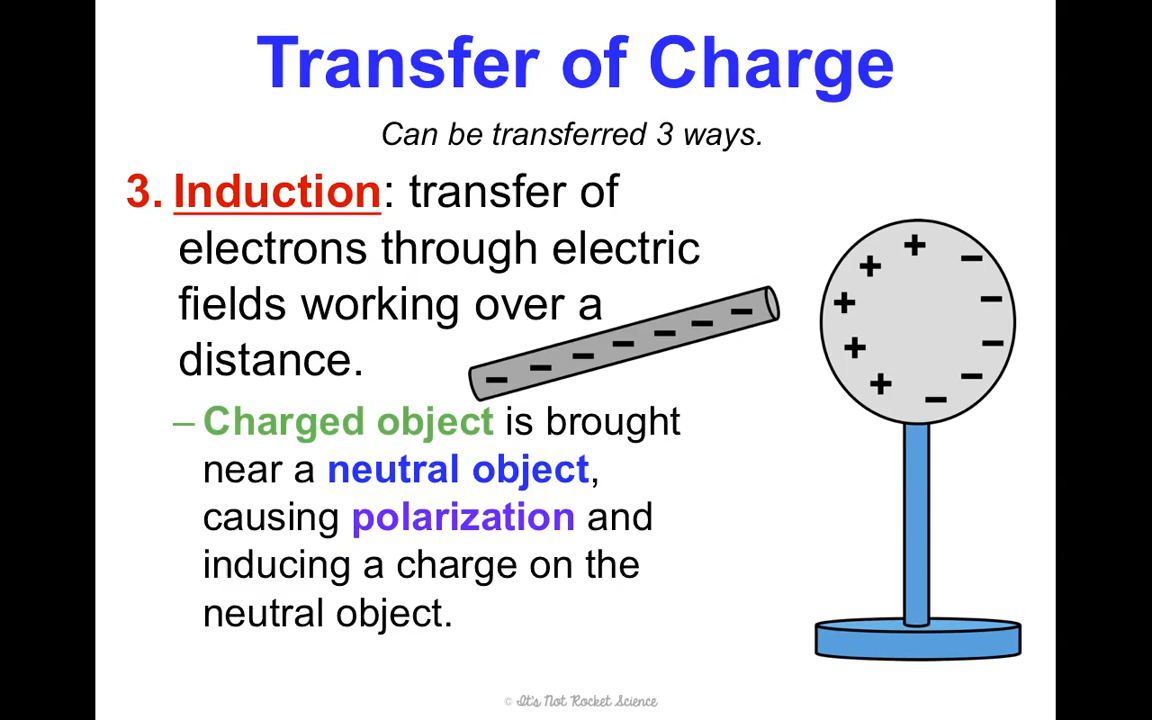 Transfer of Charge
Can be transferred 3 ways.
3. Induction: transfer of
electrons through electric
fields working over a
distance.
– Charged object is brought
near a neutral object,
causing polarization and
inducing a charge on the
neutral object.
© It's Not Rocket Science